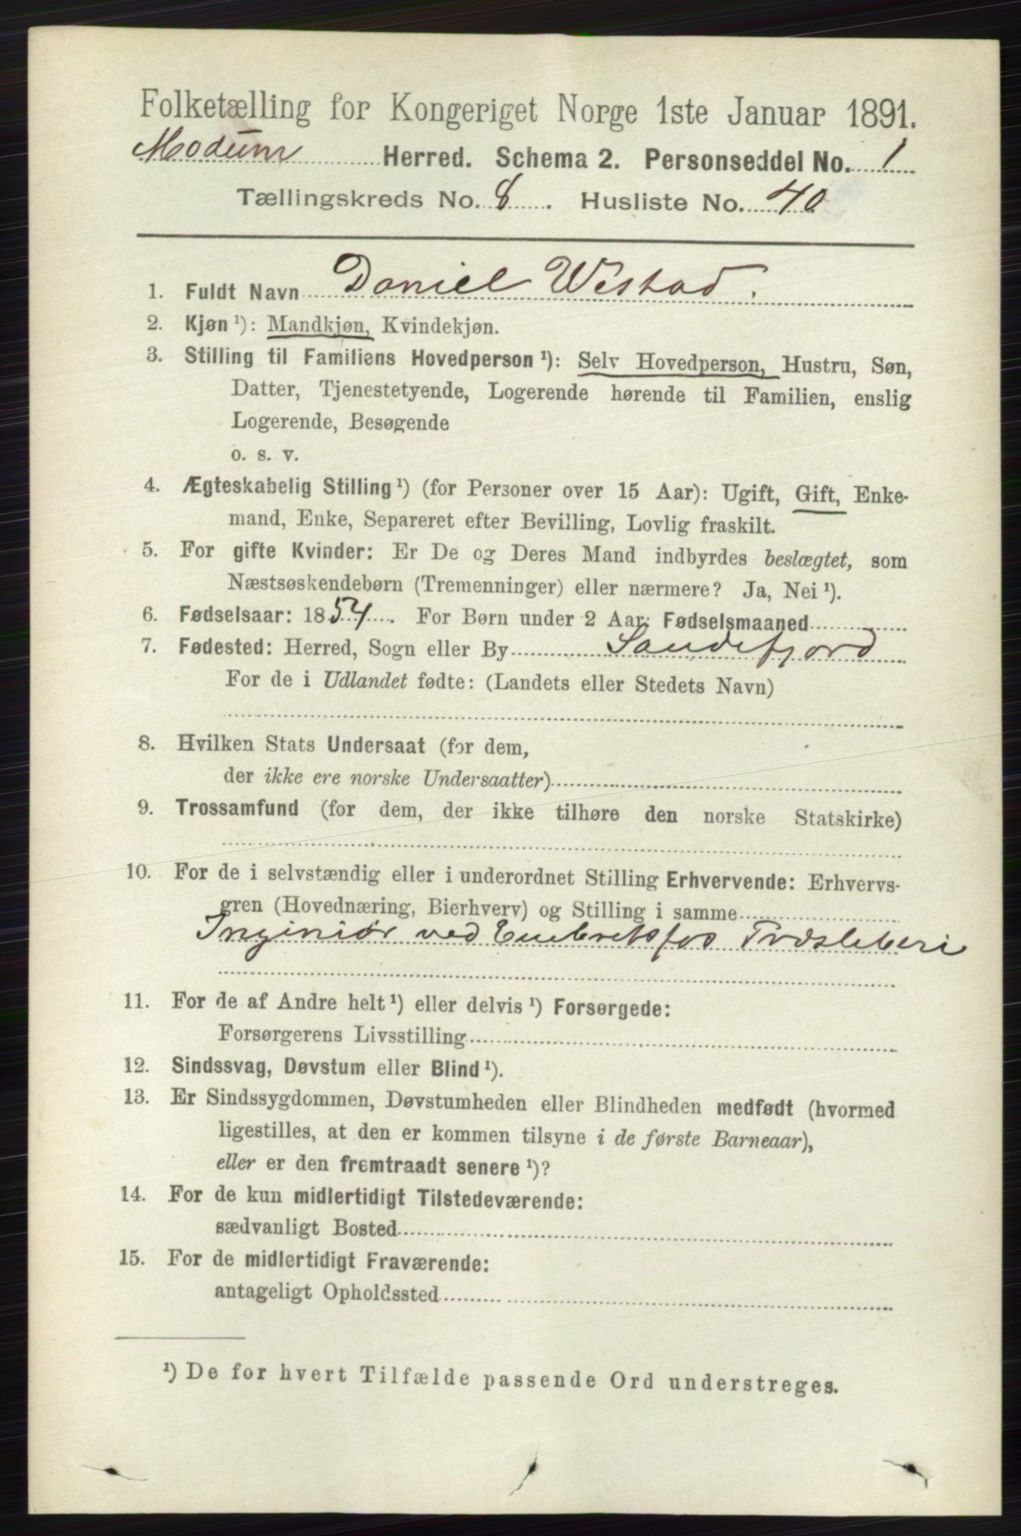 Folketælling for Kongeriget Norge 1ste Januar 1891.
Modum Herred. Schema 2. Personseddel No. 1
Tællingskreds No. 8. Husliste No. 40
1. Fuldt Navn Daniel Westad.
2. Kjøn ¹): Mandkjøn, Kvindekjøn.
3. Stilling til Familiens Hovedperson ¹): Selv Hovedperson, Hustru, Søn,
Datter, Tjenestetyende, Logerende hørende til Familien, enslig
Logerende, Besøgende
o. s. v.
4. Ægteskabelig Stilling ¹) (for Personer over 15 Aar): Ugift, Gift, Enke-
mand, Enke, Separeret efter Bevilling, Lovlig fraskilt.
5. For gifte Kvinder: Er De og Deres Mand indbyrdes beslægtet, som
Næstsøskendebørn (Tremenninger) eller nærmere? Ja, Nei ¹).
6. Fødselsaar: 1854. For Børn under 2 Aar: Fødselsmaaned
7. Fødested: Herred, Sogn eller By Sandefjord
For de i Udlandet fødte: (Landets eller Stedets Navn)
8. Hvilken Stats Undersaat (for dem,
der ikke ere norske Undersaatter)
9. Trossamfund (for dem, der ikke tilhøre den norske Statskirke)
10. For de i selvstændig eller i underordnet Stilling Erhvervende: Erhvervs-
gren (Hovednæring, Bierhverv) og Stilling i samme
Inginiør ved Embretsfos Træsleberi
11. For de af Andre helt ¹) eller delvis ¹) Forsørgede:
Forsørgerens Livsstilling
12. Sindssvag, Døvstum eller Blind ¹).
13. Er Sindssygdommen, Døvstumheden eller Blindheden medfødt (hvormed
ligestilles, at den er kommen tilsyne i de første Barneaar),
eller er den fremtraadt senere ¹)?
14. For de kun midlertidigt Tilstedeværende:
sædvanligt Bosted
15. For de midlertidigt Fraværende:
antageligt Opholdssted
¹) De for hvert Tilfælde passende Ord understreges.